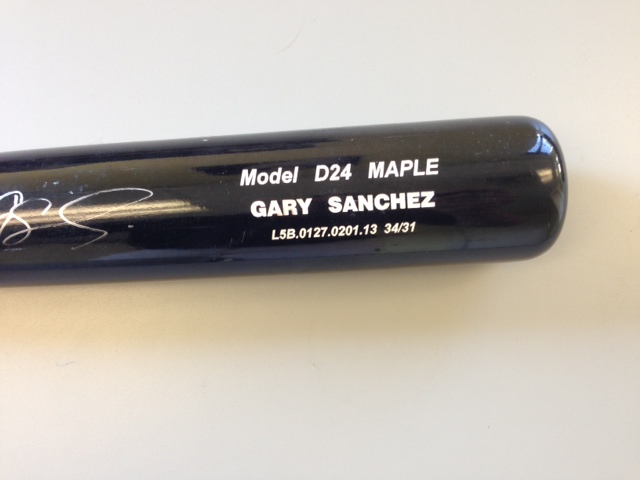 Model D24 MAPLE
GARY SANCHEZ
L5B.0127.0201.13 34/31